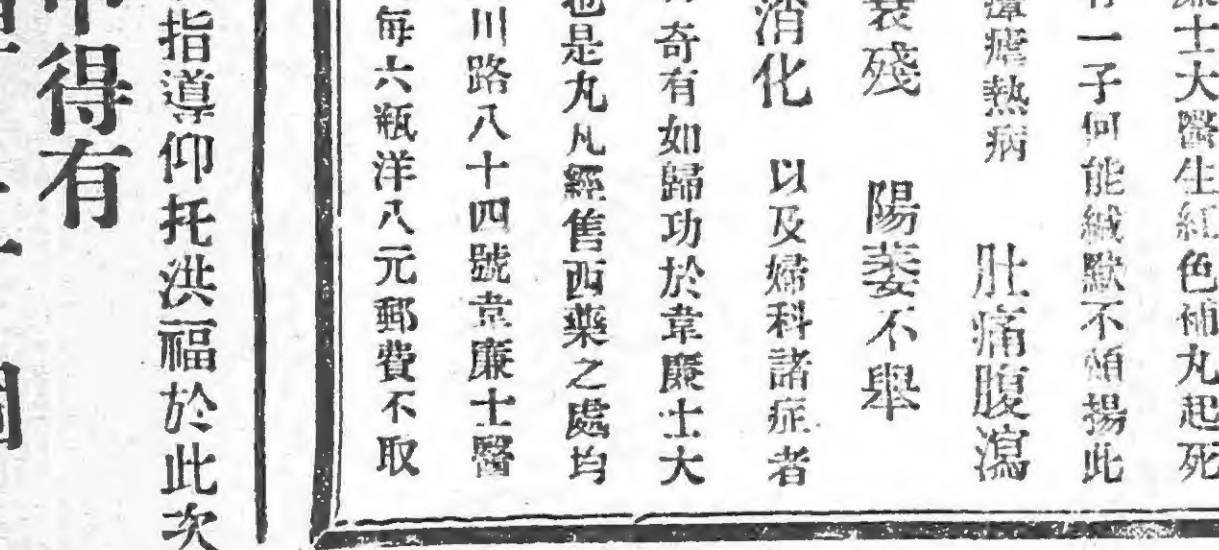 士大醫生紅色補丸起死
一子何能緘默不頌揚此
瘴瘧熱病 肚痛腹瀉
衰殘 陽萎不舉
消化 以及婦科諸症者
奇有如歸功於韋廉士大
也是丸凡經售西藥之處均
川路八十四號韋廉士醫
每六瓶洋八元郵費不取
指導仰托洪福於此次
得有